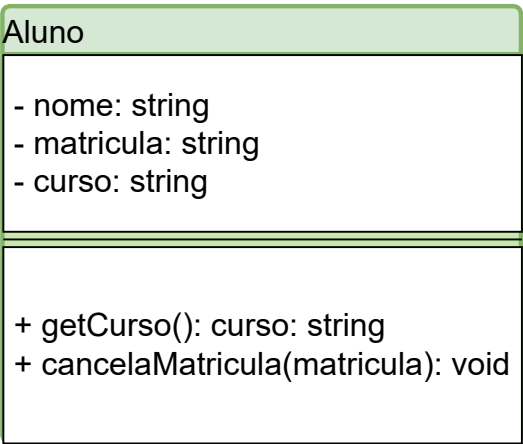 Aluno
- nome: string
- matricula: string
- curso: string
+ getCurso(): curso: string
+ cancelaMatricula(matricula): void